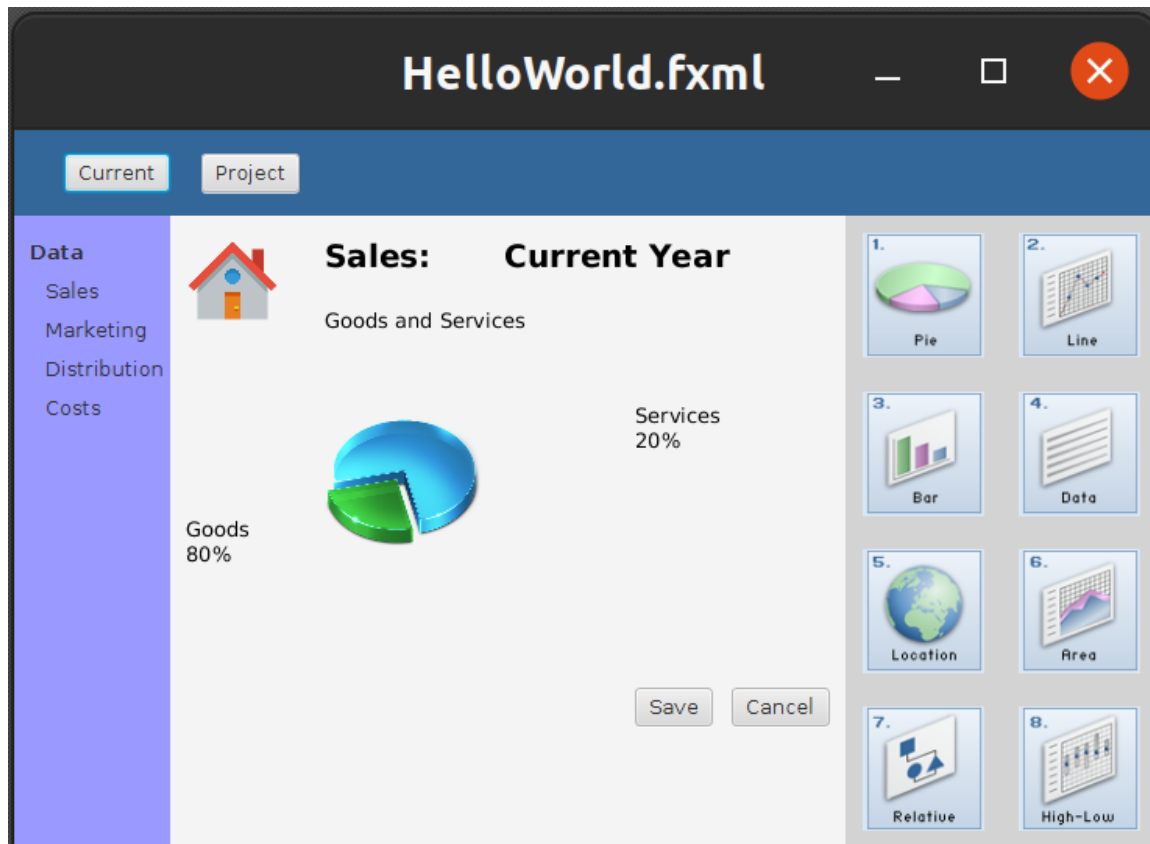 HelloWorld.fxml
Current Project
Data
Sales
Marketing
Distribution
Costs
Sales: Current Year
Goods and Services
Services
20%
Goods
80%
Save Cancel
1. 2.
Pie Line
3. 4.
Bar Data
5. 6.
Location Area
7. 8.
Relative High-Low